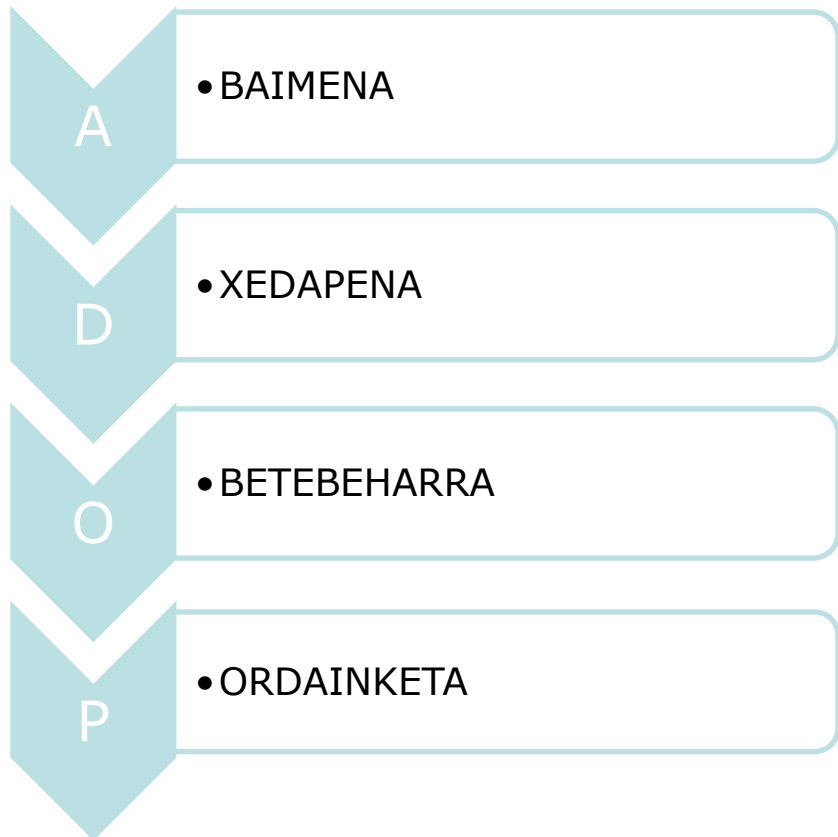 A
• BAIMENA
D
• XEDAPENA
O
• BETEBEHARRA
P
• ORDAINKETA